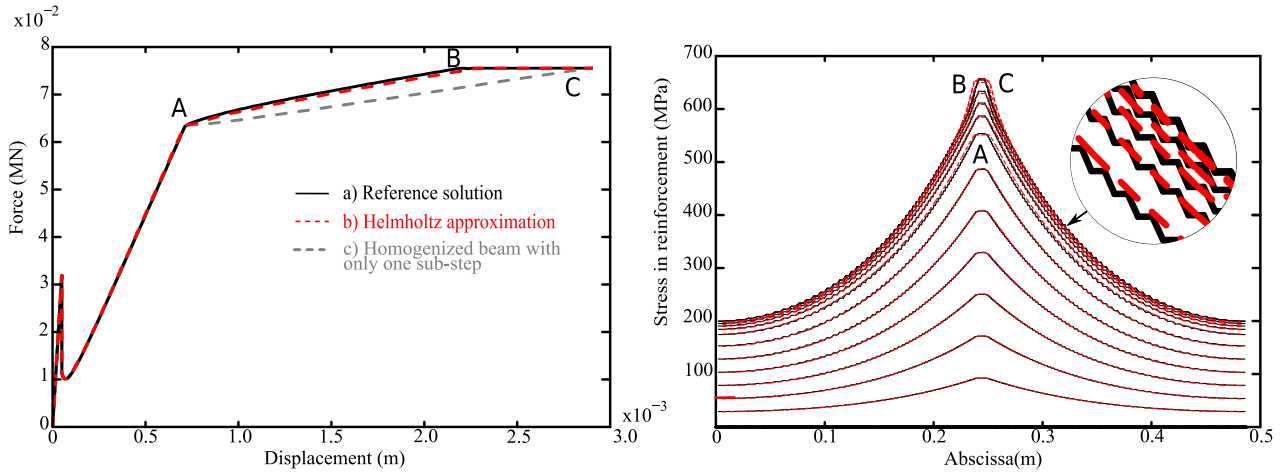 x10⁻²
8
6
4
2
1
0
Force (MN)
A
B
C
a) Reference solution
b) Helmholtz approximation
c) Homogenized beam with
only one sub-step
0
0.5
1.0
1.5
2.0
2.5
3.0
x10⁻³
Displacement (m)
700
600
500
400
300
200
100
Stress in reinforcement (MPa)
B
C
A
0
0.1
0.2
0.3
0.4
0.5
Abscissa(m)